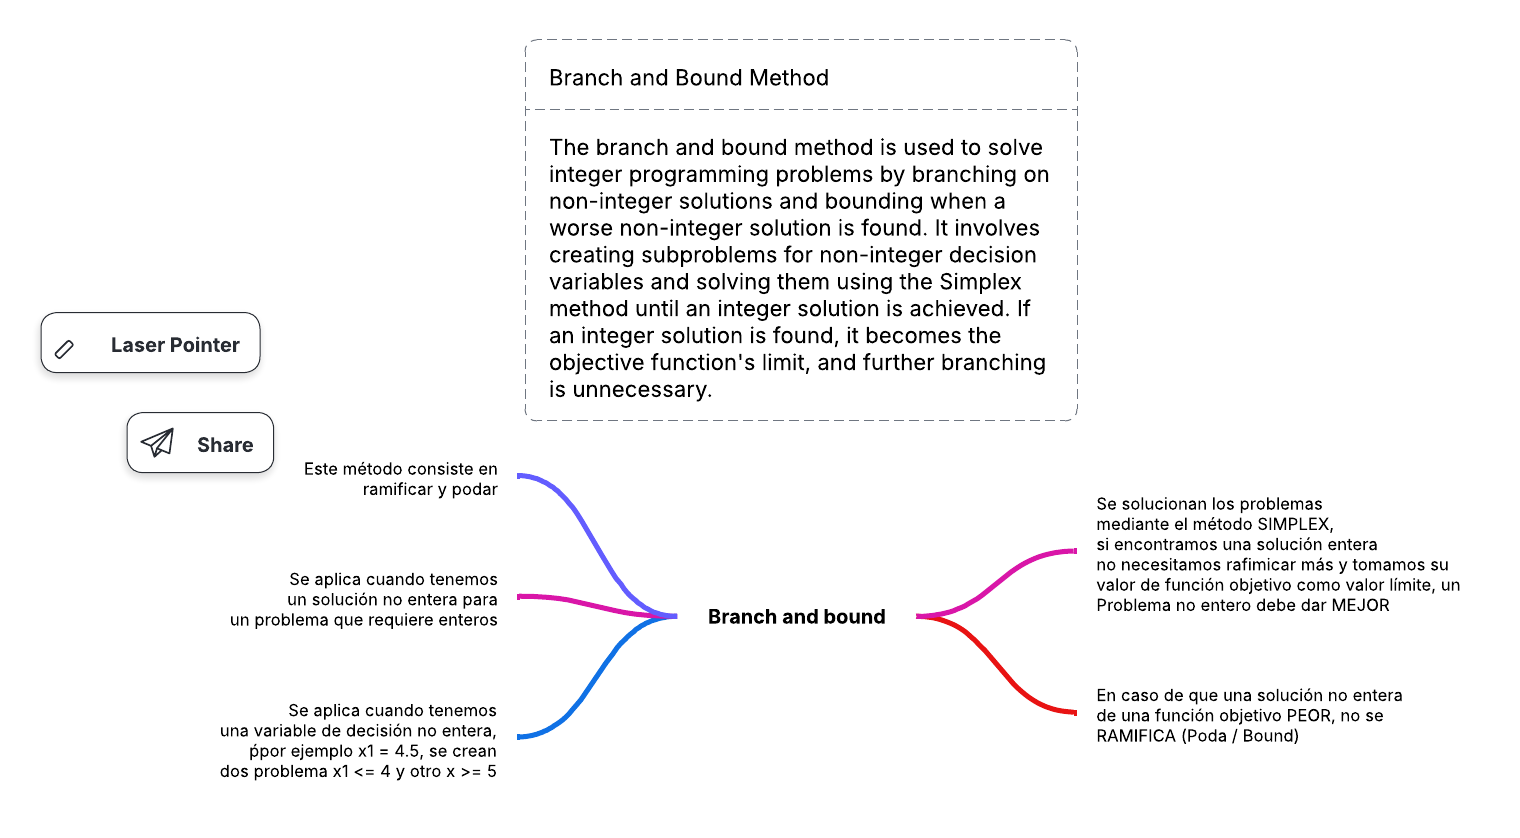 Branch and Bound Method
The branch and bound method is used to solve
integer programming problems by branching on
non-integer solutions and bounding when a
worse non-integer solution is found. It involves
creating subproblems for non-integer decision
variables and solving them using the Simplex
method until an integer solution is achieved. If
an integer solution is found, it becomes the
objective function's limit, and further branching
is unnecessary.
Laser Pointer
Share
Este método consiste en
ramificar y podar
Se aplica cuando tenemos
un solución no entera para
un problema que requiere enteros
Se aplica cuando tenemos
una variable de decisión no entera,
ṕpor ejemplo x1 = 4.5, se crean
dos problema x1 <= 4 y otro x >= 5
Branch and bound
Se solucionan los problemas
mediante el método SIMPLEX,
si encontramos una solución entera
no necesitamos rafimicar más y tomamos su
valor de función objetivo como valor límite, un
Problema no entero debe dar MEJOR
En caso de que una solución no entera
de una función objetivo PEOR, no se
RAMIFICA (Poda / Bound)